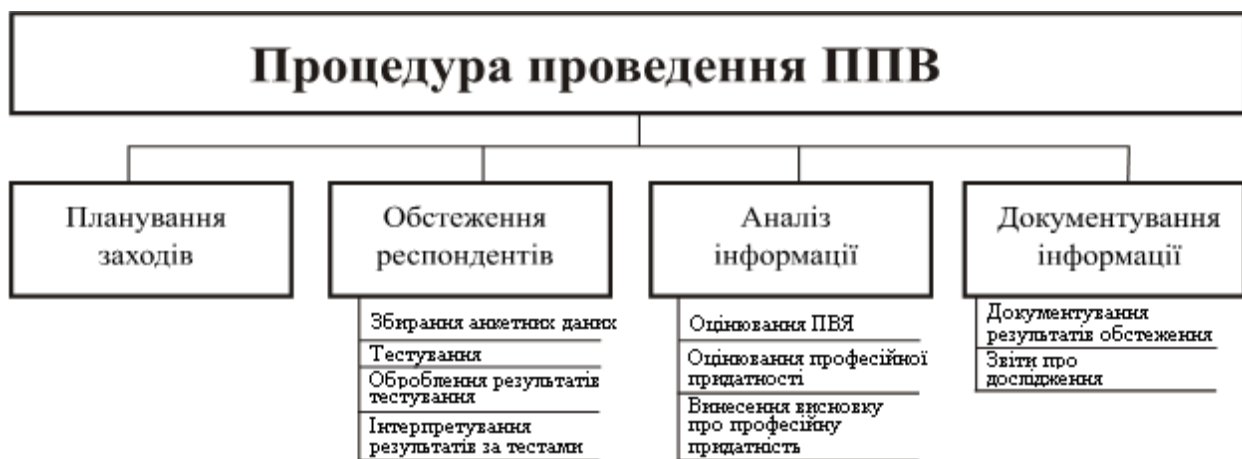 Процедура проведення ППВ
Планування
заходів
Обстеження
респондентів
Аналіз
інформації
Документування
інформації
Збирання анкетних даних
Тестування
Оброблення результатів
тестування
Інтерпретування
результатів за тестами
Оцінювання ПВЯ
Оцінювання професійної
придатності
Винесення висновку
про професійну
придатність
Документування
результатів обстеження
Звіти про
дослідження